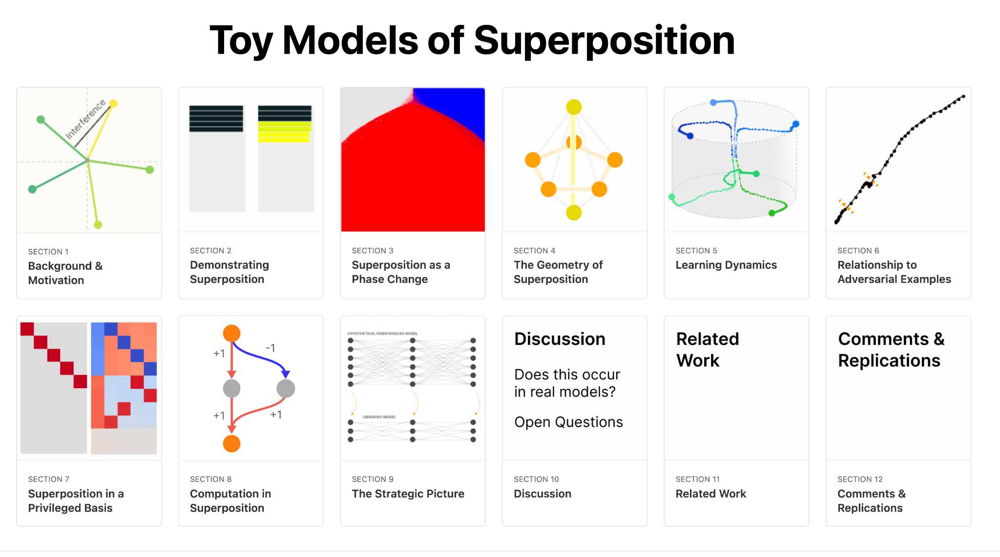 Toy Models of Superposition
Interference
SECTION 1
Background &
Motivation
SECTION 2
Demonstrating
Superposition
SECTION 3
Superposition as a
Phase Change
SECTION 4
The Geometry of
Superposition
SECTION 5
Learning Dynamics
SECTION 6
Relationship to
Adversarial Examples
SECTION 7
Superposition in a
Privileged Basis
+1
-1
+1
+1
SECTION 8
Computation in
Superposition
HYPOTHETICAL DISENTANGLED MODEL
OBSERVED MODEL
SECTION 9
The Strategic Picture
Discussion
Does this occur
in real models?
Open Questions
SECTION 10
Discussion
Related
Work
SECTION 11
Related Work
Comments &
Replications
SECTION 12
Comments &
Replications